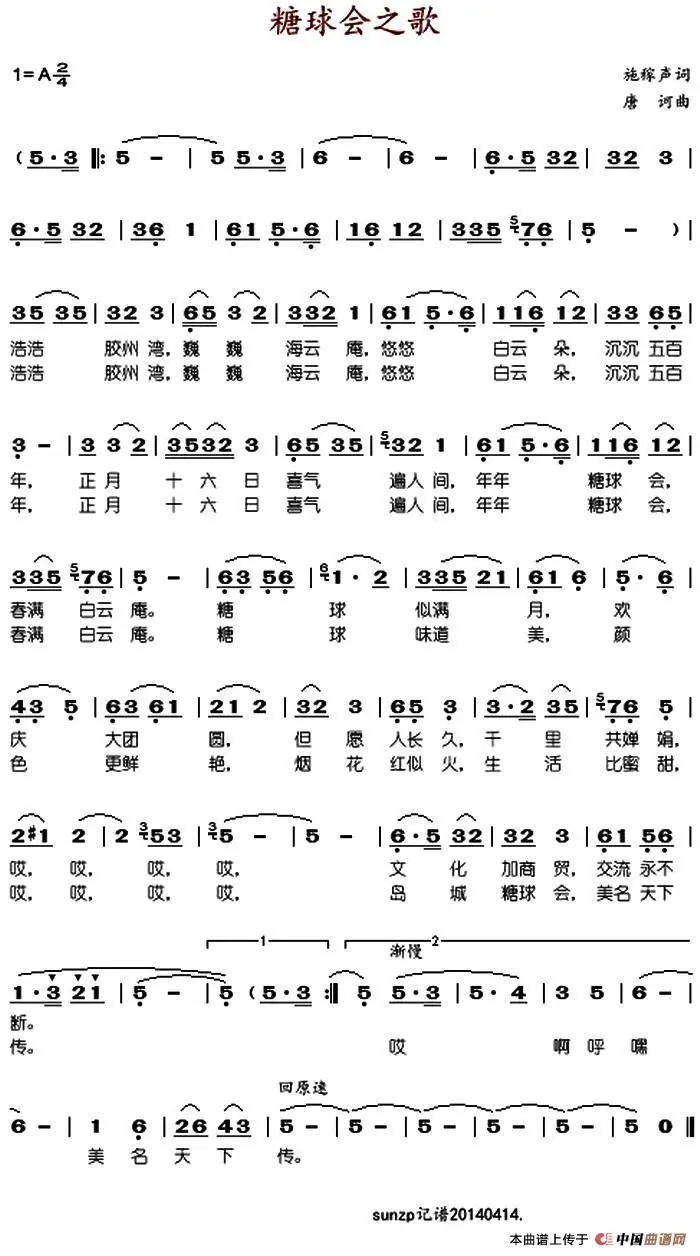 糖球会之歌
1=A 2/4
施稼声词
唐 诃曲
( 5·3 ‖: 5 - | 5 5·3 | 6 - | 6 - | 6·5 32 | 32 3 |
6·5 32 | 36 1 | 61 5·6 | 16 12 | 335 5 76 | 5 - ) |
35 35 | 32 3 | 65 3 2 | 332 1 | 61 5·6 | 116 12 | 33 65 |
浩浩 胶州 湾，巍 巍 海云 庵，悠悠 白云 朵，沉沉 五百
浩浩 胶州 湾，巍 巍 海云 庵，悠悠 白云 朵，沉沉 五百
3 - | 3 3 2 | 3532 3 | 65 35 | 5 32 1 | 61 5·6 | 116 12 |
年，正月 十六日 喜气 遍人间，年年 糖球 会，
年，正月 十六日 喜气 遍人间，年年 糖球 会，
335 5 76 | 5 - | 63 56 | 6 1·2 | 335 21 | 61 6 | 5·6 |
春满 白云 庵。 糖 球 似满 月，欢
春满 白云 庵。 糖 球 味道 美，颜
43 5 | 63 61 | 21 2 | 32 3 | 65 3 | 3·2 35 | 5 76 5 |
庆 大团 圆，但 愿 人长 久，千 里 共婵 娟，
色 更鲜 艳，烟 花 红似 火，生 活 比蜜 甜，
2#1 2 | 2 3 53 | 3 5 - | 5 - | 6·5 32 | 32 3 | 61 56 |
哎，哎，哎，哎， 文 化 加商 贸，交流 永不
哎，哎，哎，哎， 岛 城 糖球 会，美名 天下
1 2
渐慢
1·3 21 | 5 - | 5 ( 5·3 :‖ 5 5·3 | 5·4 | 3 5 | 6 - |
断。
传。 哎 啊 呼 嘿
回原速
6 - | 1 6 | 26 43 | 5 - | 5 - | 5 - | 5 - | 5 - | 5 0 ‖
美 名 天 下 传。
sunzp记谱20140414.
本曲谱上传于 中国曲谱网